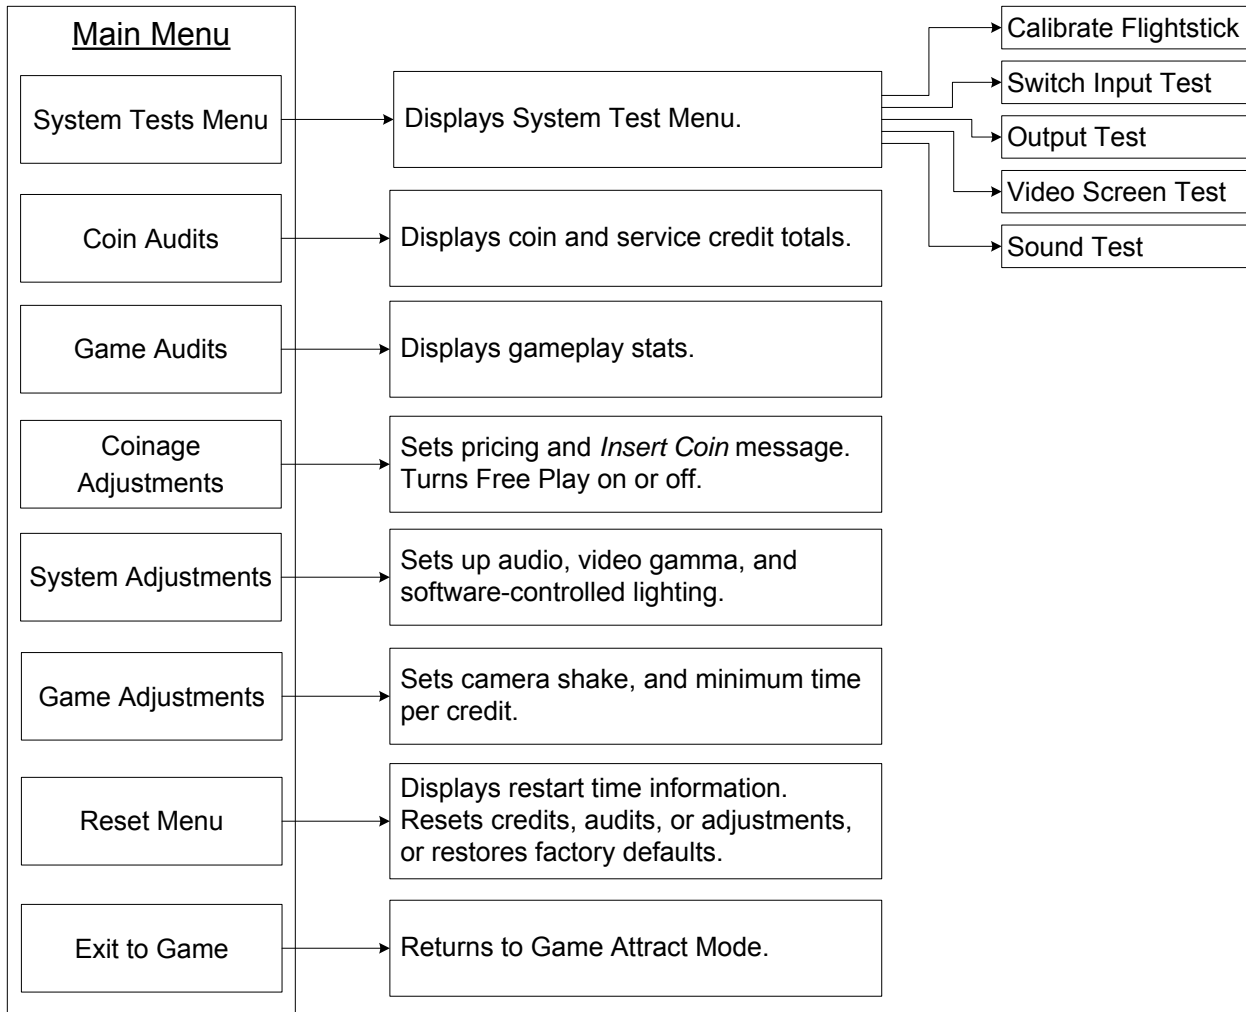 Main Menu
System Tests Menu
Displays System Test Menu.
Calibrate Flightstick
Switch Input Test
Output Test
Video Screen Test
Sound Test
Coin Audits
Displays coin and service credit totals.
Game Audits
Displays gameplay stats.
Coinage
Adjustments
Sets pricing and Insert Coin message.
Turns Free Play on or off.
System Adjustments
Sets up audio, video gamma, and
software-controlled lighting.
Game Adjustments
Sets camera shake, and minimum time
per credit.
Reset Menu
Displays restart time information.
Resets credits, audits, or adjustments,
or restores factory defaults.
Exit to Game
Returns to Game Attract Mode.